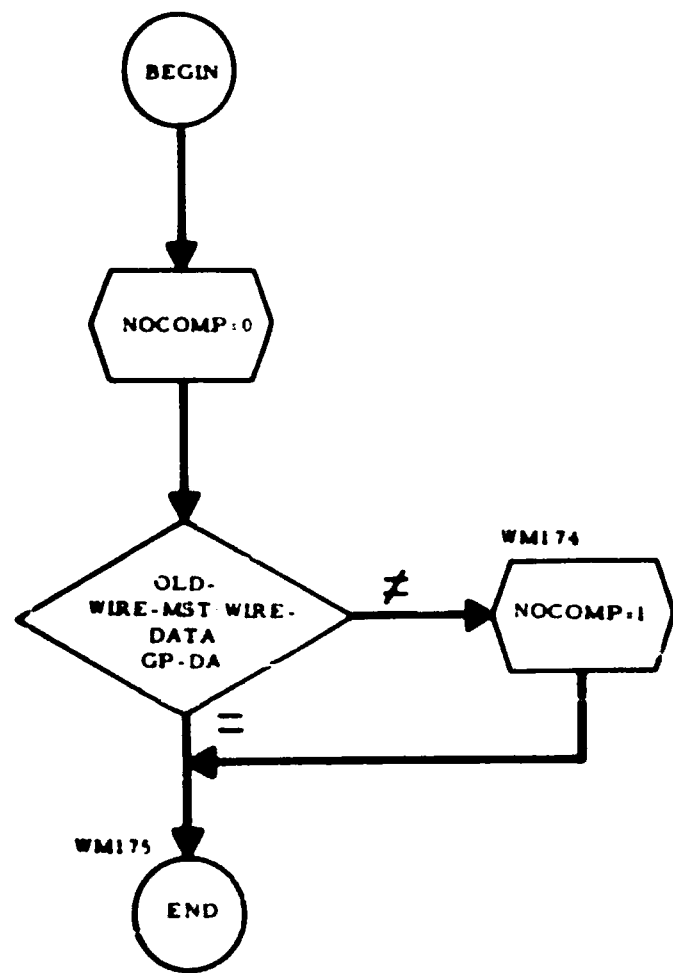 BEGIN
NOCOMP=0
OLD-
WIRE-MST:WIRE-
DATA
GP-DA
≠
WM174
NOCOMP=1
=
WM175
END